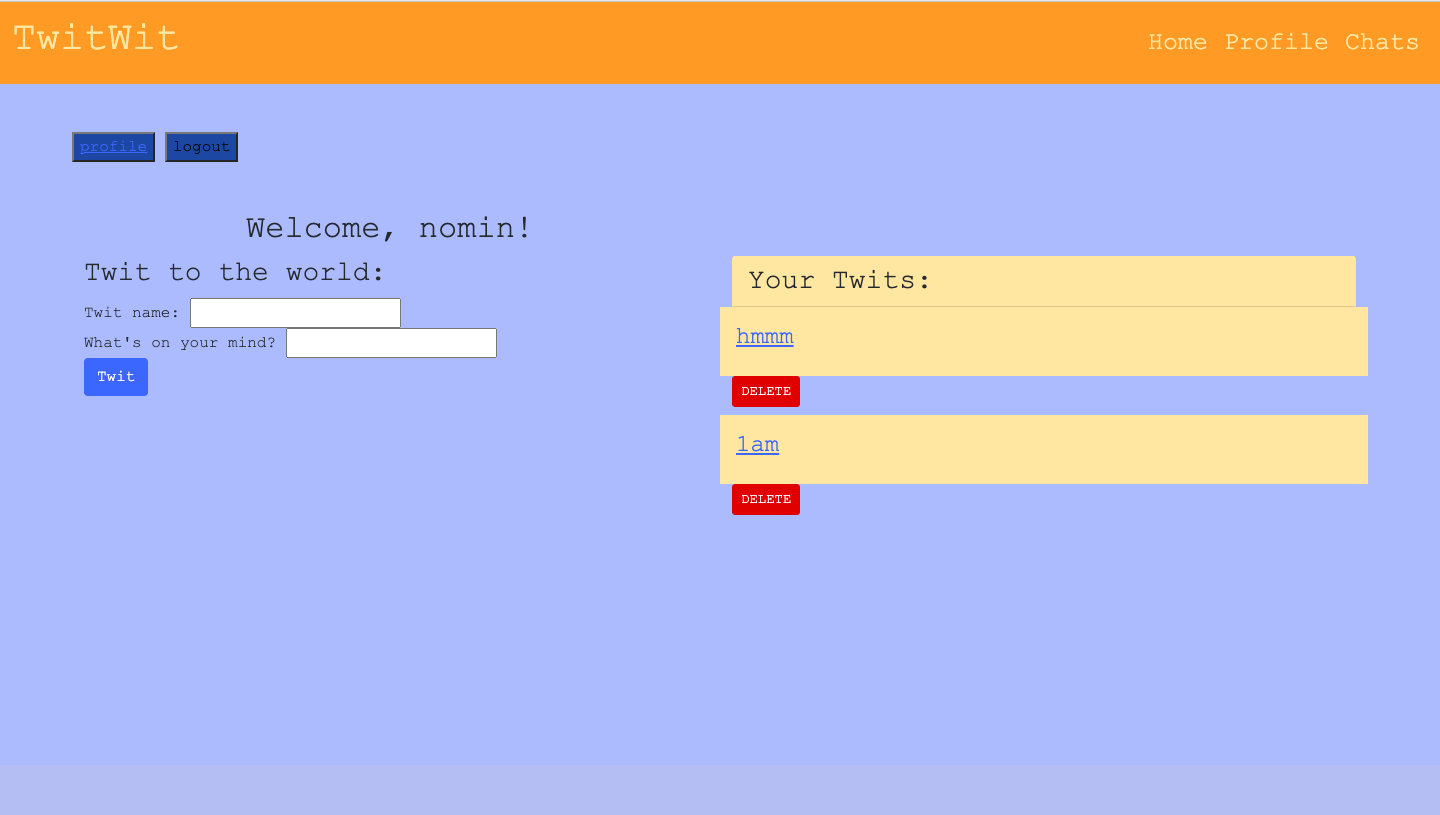 TwitWit
Home Profile Chats
profile logout
Welcome, nomin!
Twit to the world:
Twit name:
What's on your mind?
Twit
Your Twits:
hmmm
DELETE
1am
DELETE